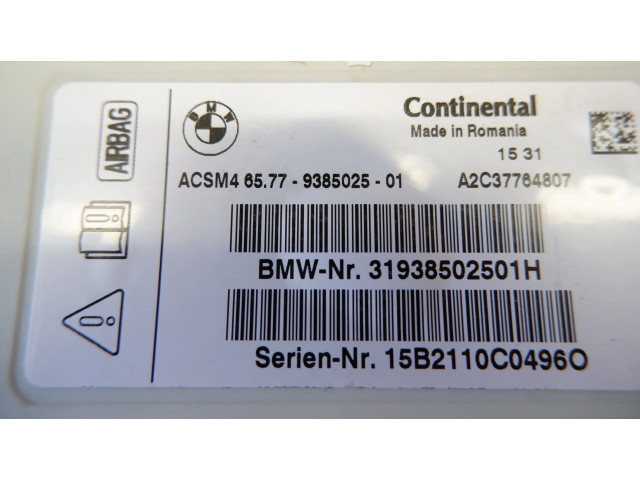 AIRBAG
BMW
Continental
Made in Romania
15 31
ACSM4 65.77 - 9385025 - 01 A2C37764807
BMW-Nr. 31938502501H
Serien-Nr. 15B2110C0496O